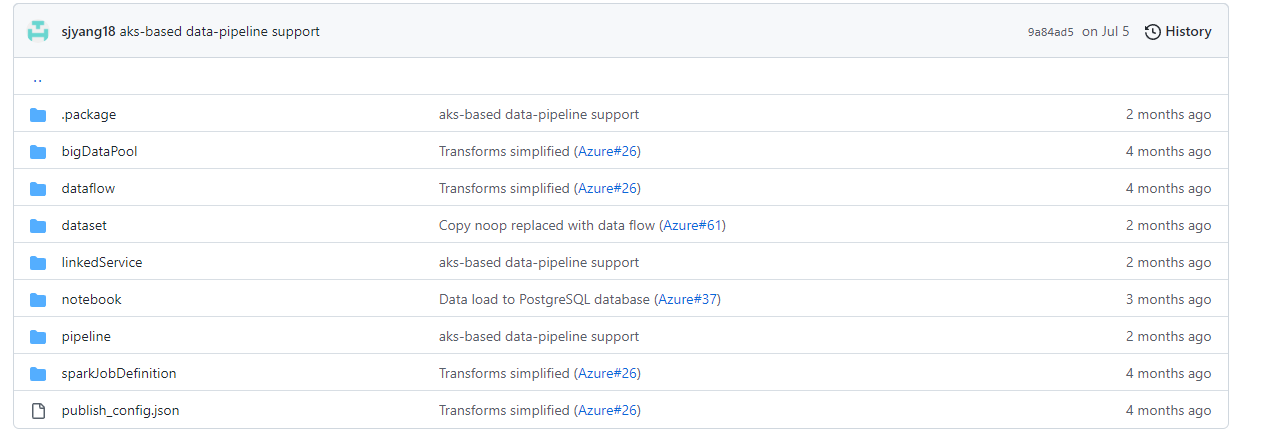 sjyang18 aks-based data-pipeline support 9a84ad5 on Jul 5 History
..
.package aks-based data-pipeline support 2 months ago
bigDataPool Transforms simplified (Azure#26) 4 months ago
dataflow Transforms simplified (Azure#26) 4 months ago
dataset Copy noop replaced with data flow (Azure#61) 2 months ago
linkedService aks-based data-pipeline support 2 months ago
notebook Data load to PostgreSQL database (Azure#37) 3 months ago
pipeline aks-based data-pipeline support 2 months ago
sparkJobDefinition Transforms simplified (Azure#26) 4 months ago
publish_config.json Transforms simplified (Azure#26) 4 months ago